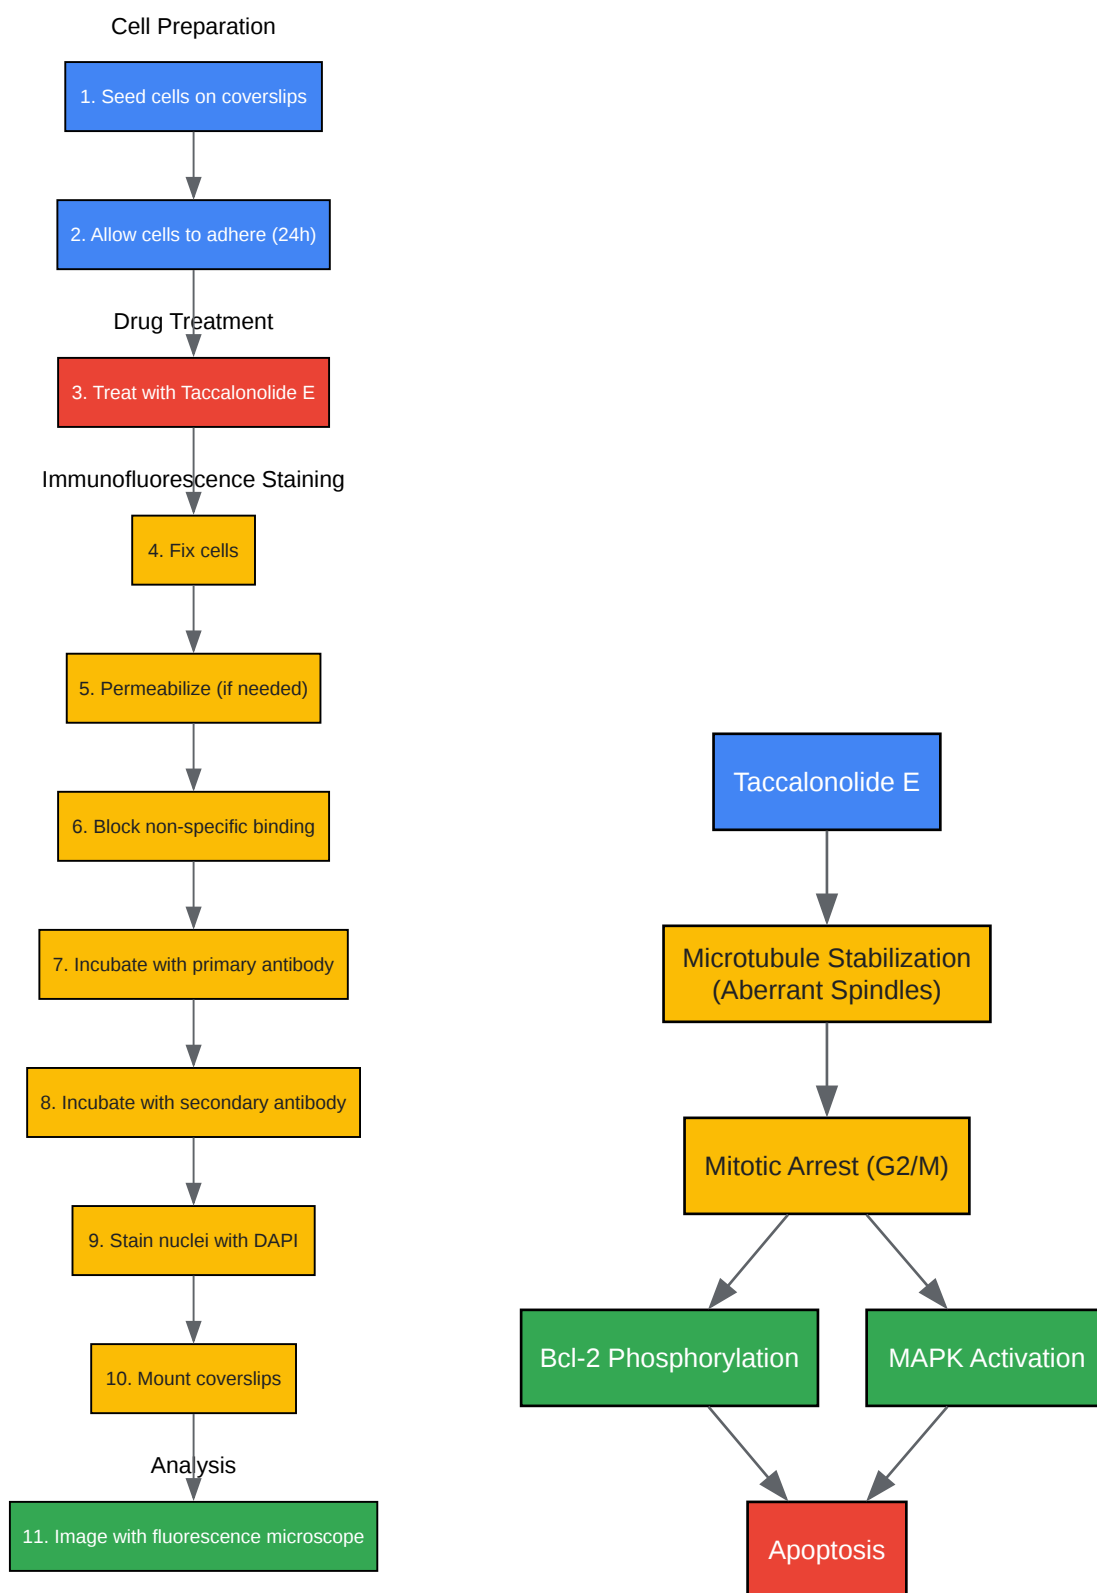 Cell Preparation
1. Seed cells on coverslips
2. Allow cells to adhere (24h)
Drug Treatment
3. Treat with Taccalonolide E
Immunofluorescence Staining
4. Fix cells
5. Permeabilize (if needed)
6. Block non-specific binding
7. Incubate with primary antibody
8. Incubate with secondary antibody
9. Stain nuclei with DAPI
10. Mount coverslips
Analysis
11. Image with fluorescence microscope
Taccalonolide E
Microtubule Stabilization
(Aberrant Spindles)
Mitotic Arrest (G2/M)
Bcl-2 Phosphorylation
MAPK Activation
Apoptosis